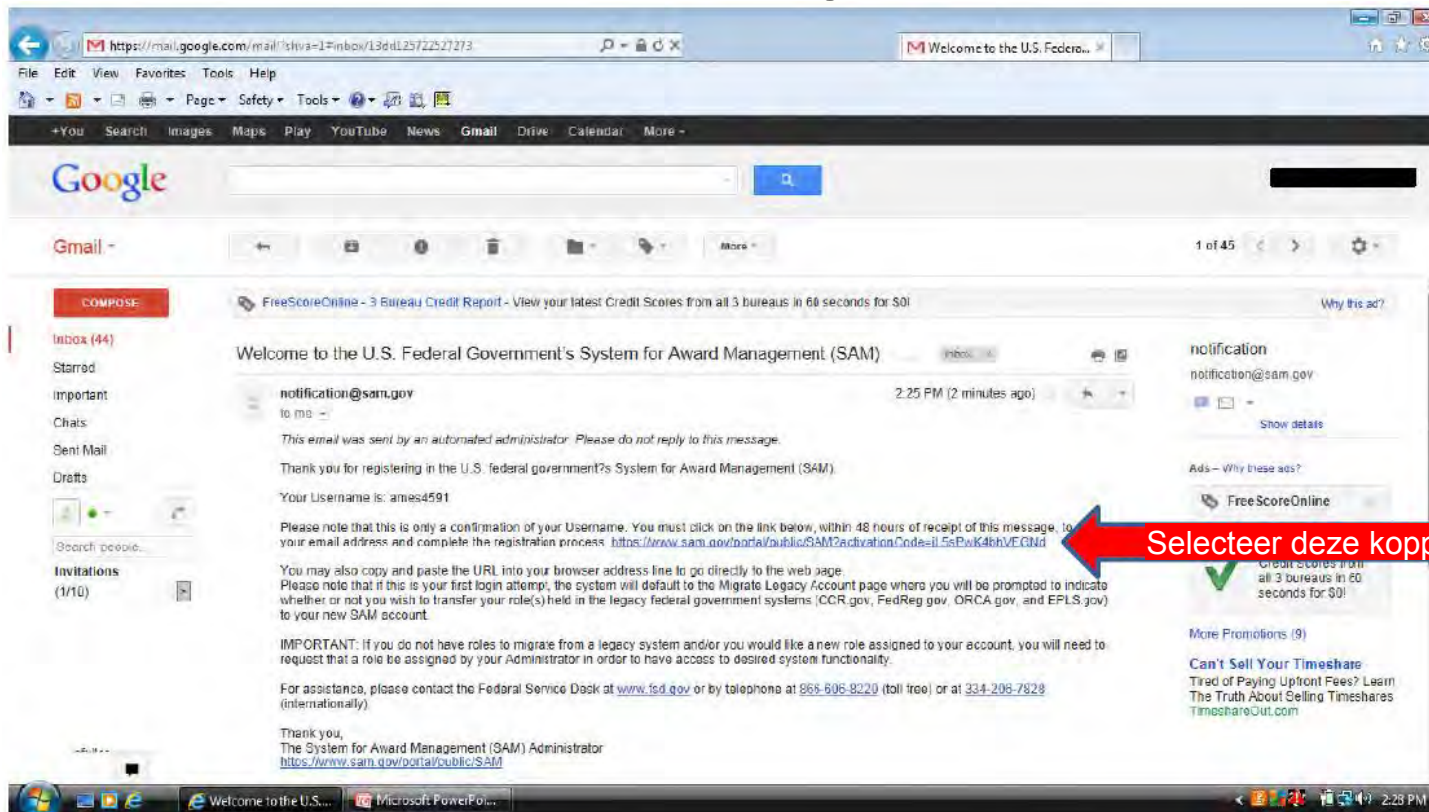 https://mail.google.com/mail/?shva=1#inbox/13dd125722527273
Welcome to the U.S. Federa...
File Edit View Favorites Tools Help
Page Safety Tools
+You Search Images Maps Play YouTube News Gmail Drive Calendar More
Google
Gmail
More
1 of 45
COMPOSE
FreeScoreOnline - 3 Bureau Credit Report - View your latest Credit Scores from all 3 bureaus in 60 seconds for $0!
Why this ad?
Inbox (44)
Starred
Important
Chats
Sent Mail
Drafts
Search people...
Invitations
(1/10)
Welcome to the U.S. Federal Government's System for Award Management (SAM)
Inbox x
notification@sam.gov
2:25 PM (2 minutes ago)
to me
This email was sent by an automated administrator. Please do not reply to this message.
Thank you for registering in the U.S. federal government?s System for Award Management (SAM).
Your Username is: ames4591
Please note that this is only a confirmation of your Username. You must click on the link below, within 48 hours of receipt of this message, to
your email address and complete the registration process. https://www.sam.gov/portal/public/SAM?activationCode=iL5sPwK4bhVEGNd
You may also copy and paste the URL into your browser address line to go directly to the web page.
Please note that if this is your first login attempt, the system will default to the Migrate Legacy Account page where you will be prompted to indicate
whether or not you wish to transfer your role(s) held in the legacy federal government systems (CCR.gov, FedReg.gov, ORCA.gov, and EPLS.gov)
to your new SAM account.
IMPORTANT: If you do not have roles to migrate from a legacy system and/or you would like a new role assigned to your account, you will need to
request that a role be assigned by your Administrator in order to have access to desired system functionality.
For assistance, please contact the Federal Service Desk at www.fsd.gov or by telephone at 866-606-8220 (toll free) or at 334-206-7828
(internationally).
Thank you,
The System for Award Management (SAM) Administrator
https://www.sam.gov/portal/public/SAM
Selecteer deze kopp
notification
notification@sam.gov
Show details
Ads – Why these ads?
FreeScoreOnline
Credit Scores from
all 3 bureaus in 60
seconds for $0!
More Promotions (9)
Can't Sell Your Timeshare
Tired of Paying Upfront Fees? Learn
The Truth About Selling Timeshares
TimeshareOut.com
Welcome to the U.S....
Microsoft PowerPoi...
2:28 PM